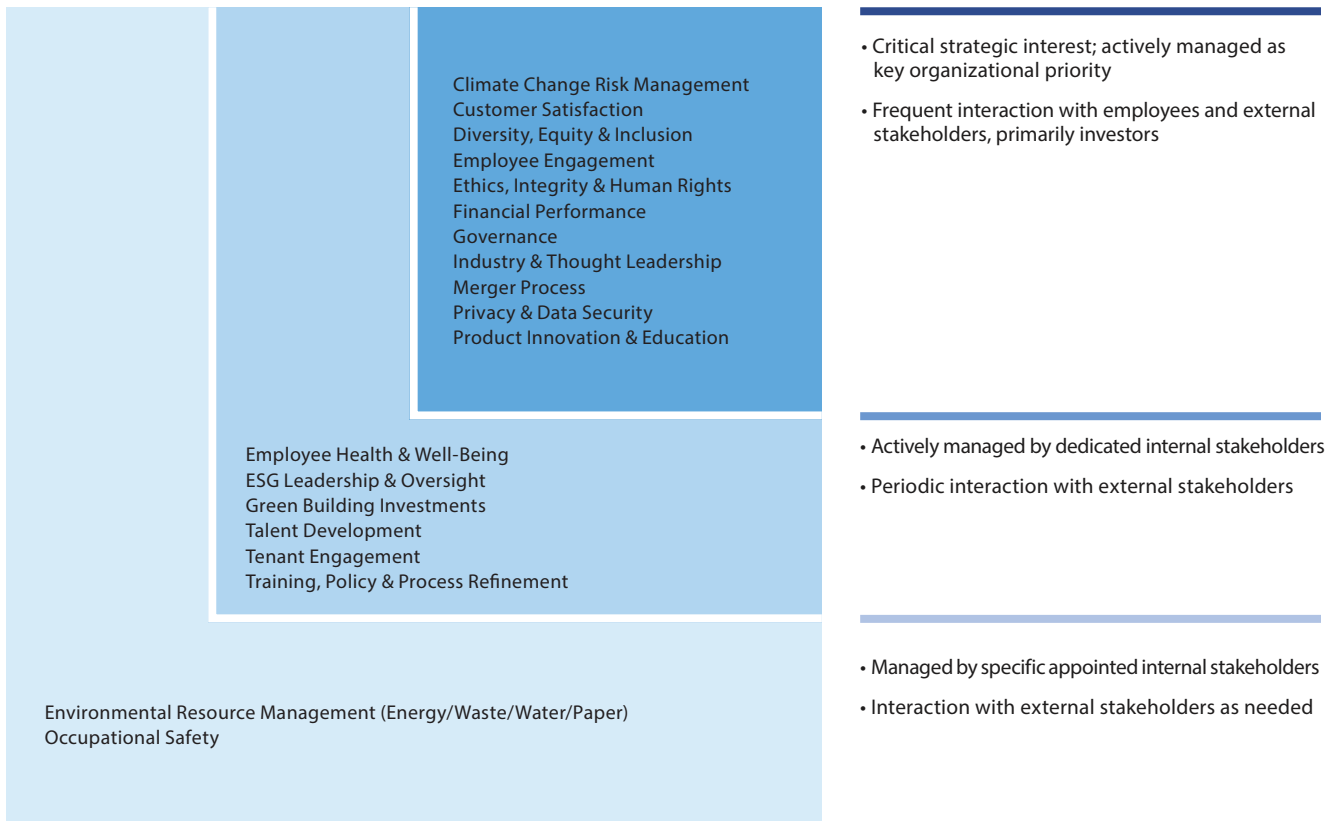 Climate Change Risk Management
Customer Satisfaction
Diversity, Equity & Inclusion
Employee Engagement
Ethics, Integrity & Human Rights
Financial Performance
Governance
Industry & Thought Leadership
Merger Process
Privacy & Data Security
Product Innovation & Education
• Critical strategic interest; actively managed as
key organizational priority
• Frequent interaction with employees and external
stakeholders, primarily investors
Employee Health & Well-Being
ESG Leadership & Oversight
Green Building Investments
Talent Development
Tenant Engagement
Training, Policy & Process Refinement
• Actively managed by dedicated internal stakeholders
• Periodic interaction with external stakeholders
Environmental Resource Management (Energy/Waste/Water/Paper)
Occupational Safety
• Managed by specific appointed internal stakeholders
• Interaction with external stakeholders as needed